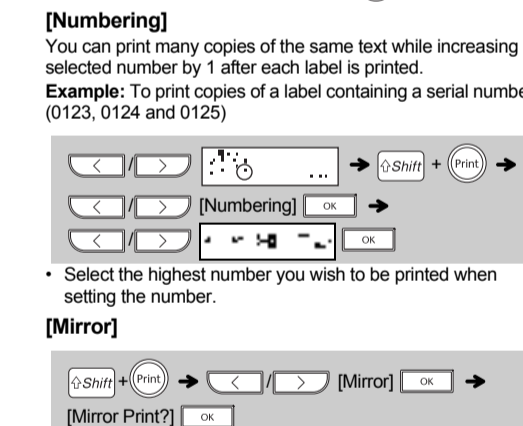 [Numbering]
You can print many copies of the same text while increasing
selected number by 1 after each label is printed.
Example: To print copies of a label containing a serial numbe
(0123, 0124 and 0125)
< / > ... → ⇧Shift + Print →
< / > [Numbering] OK →
< / > OK
• Select the highest number you wish to be printed when
setting the number.
[Mirror]
⇧Shift + Print → < / > [Mirror] OK →
[Mirror Print?] OK